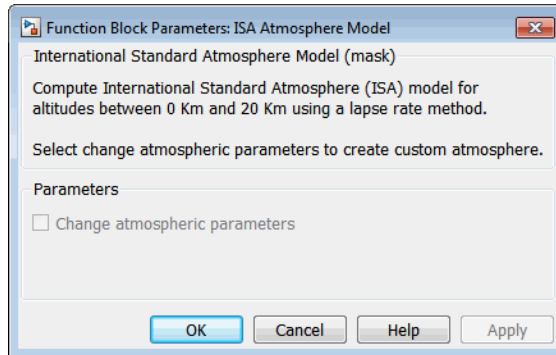 Function Block Parameters: ISA Atmosphere Model
International Standard Atmosphere Model (mask)
Compute International Standard Atmosphere (ISA) model for
altitudes between 0 Km and 20 Km using a lapse rate method.
Select change atmospheric parameters to create custom atmosphere.
Parameters
Change atmospheric parameters
OK Cancel Help Apply